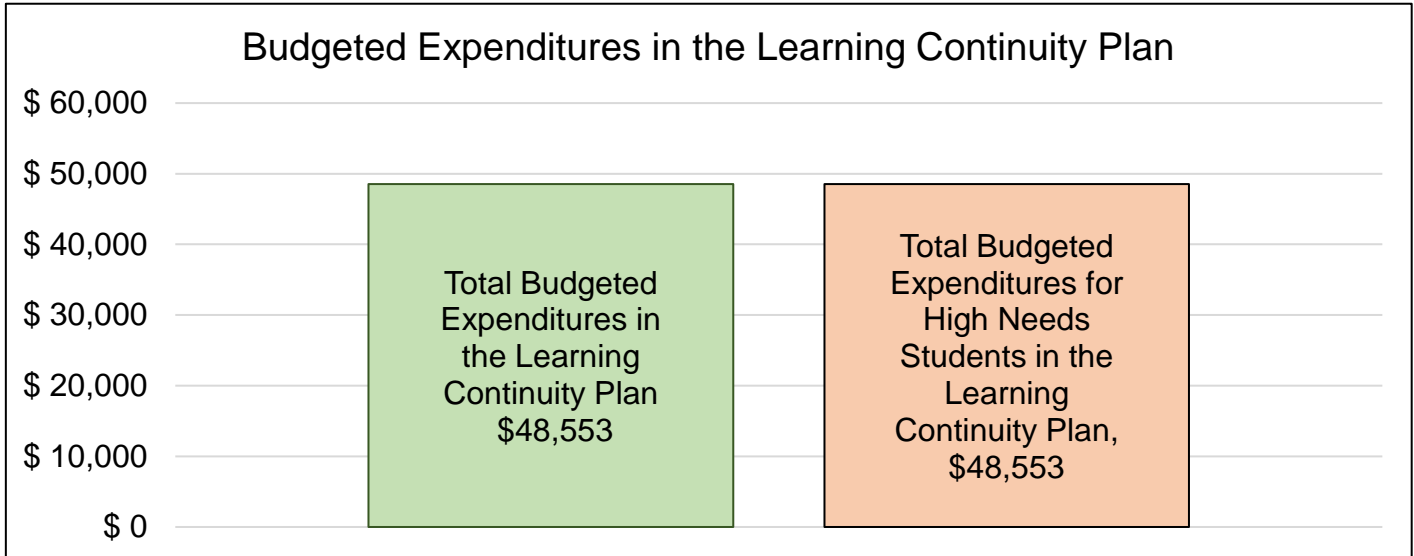 Budgeted Expenditures in the Learning Continuity Plan
$ 60,000
$ 50,000
$ 40,000
$ 30,000
$ 20,000
$ 10,000
$ 0
Total Budgeted
Expenditures in
the Learning
Continuity Plan
$48,553
Total Budgeted
Expenditures for
High Needs
Students in the
Learning
Continuity Plan,
$48,553